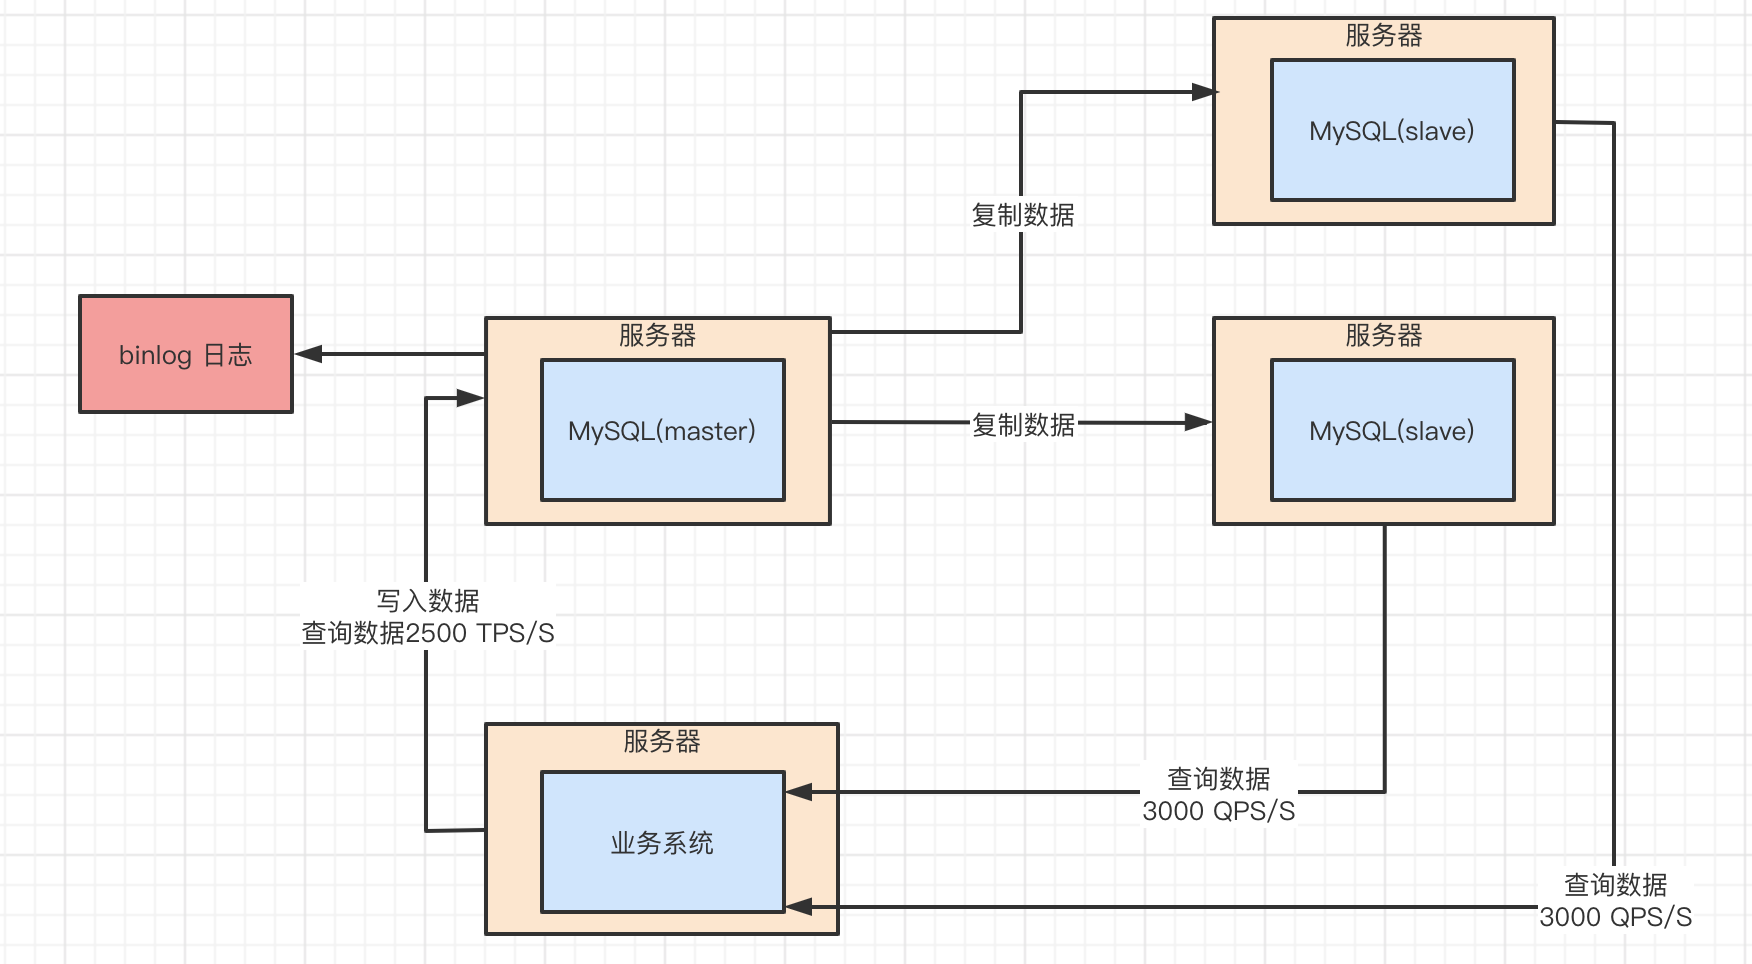 服务器
MySQL(slave)
复制数据
binlog 日志
服务器
MySQL(master)
复制数据
服务器
MySQL(slave)
写入数据
查询数据2500 TPS/S
服务器
业务系统
查询数据
3000 QPS/S
查询数据
3000 QPS/S